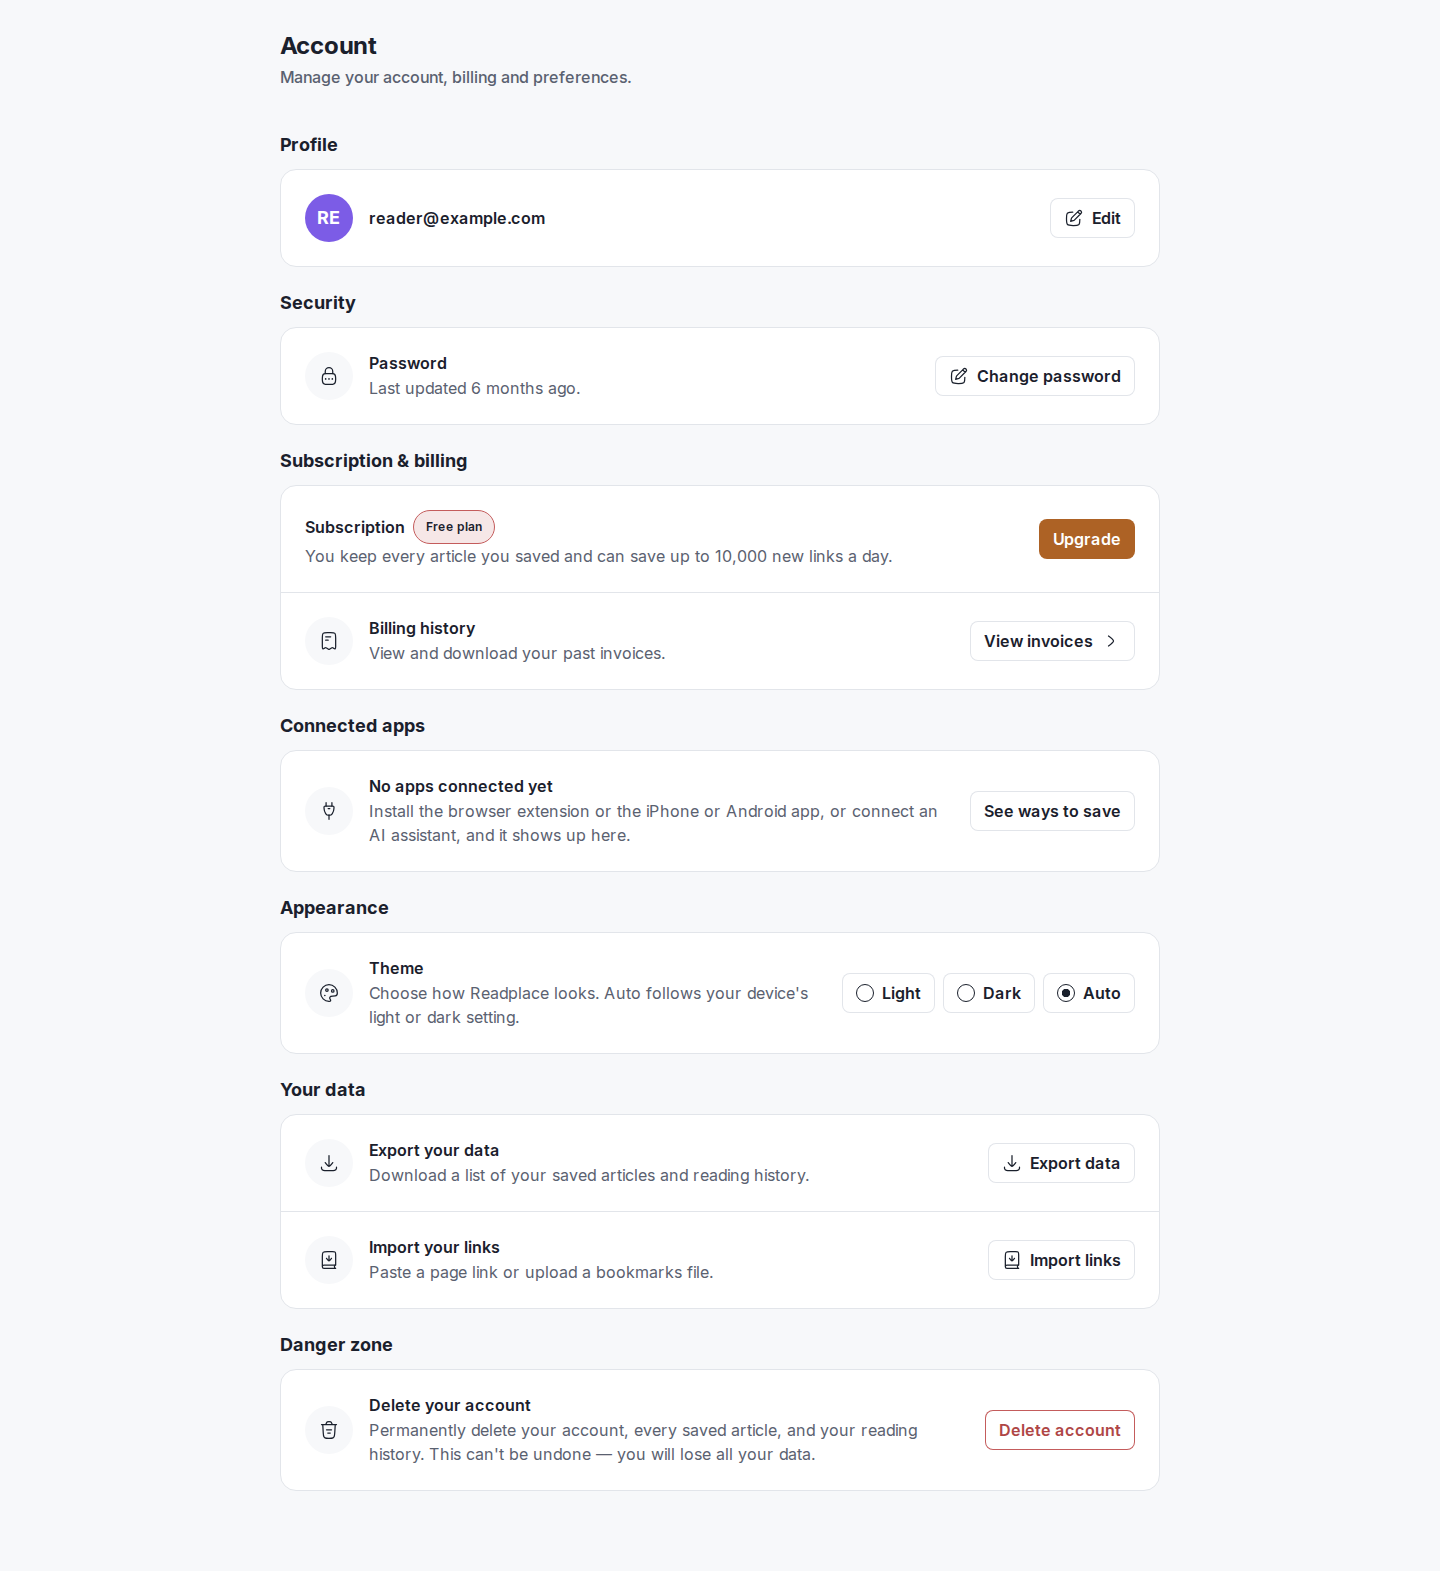 Account
Manage your account, billing and preferences.
Profile
RE
reader@example.com
Edit
Security
Password
Last updated 6 months ago.
Change password
Subscription & billing
Subscription
Free plan
You keep every article you saved and can save up to 10,000 new links a day.
Upgrade
Billing history
View and download your past invoices.
View invoices
Connected apps
No apps connected yet
Install the browser extension or the iPhone or Android app, or connect an
AI assistant, and it shows up here.
See ways to save
Appearance
Theme
Choose how Readplace looks. Auto follows your device's
light or dark setting.
Light
Dark
Auto
Your data
Export your data
Download a list of your saved articles and reading history.
Export data
Import your links
Paste a page link or upload a bookmarks file.
Import links
Danger zone
Delete your account
Permanently delete your account, every saved article, and your reading
history. This can't be undone — you will lose all your data.
Delete account